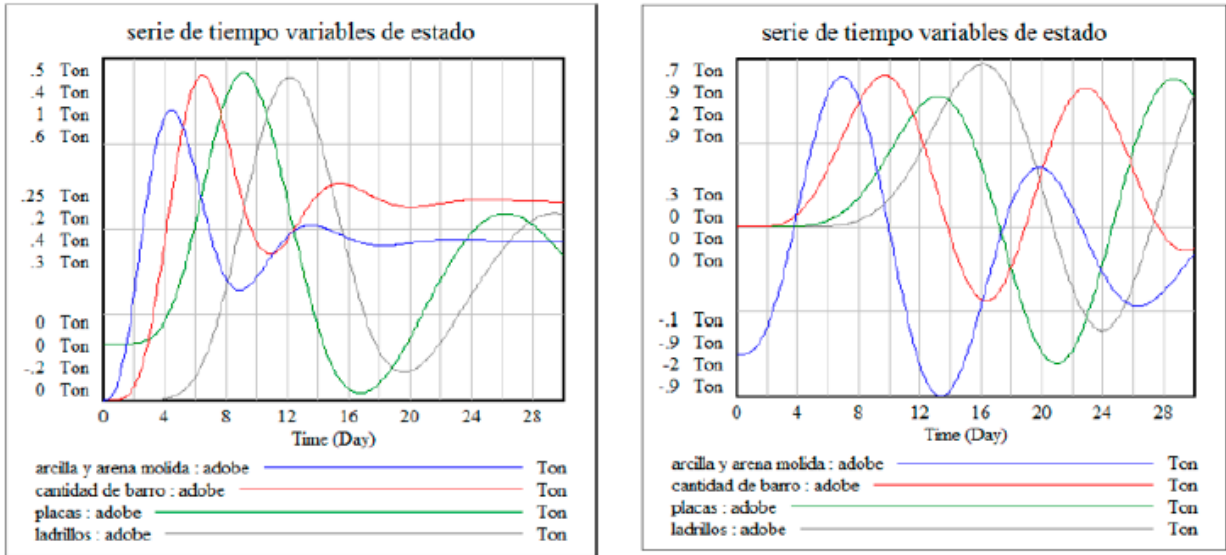 serie de tiempo variables de estado
.5 Ton
.4 Ton
1 Ton
.6 Ton
.25 Ton
.2 Ton
.4 Ton
.3 Ton
0 Ton
0 Ton
-.2 Ton
0 Ton
0 4 8 12 16 20 24 28
Time (Day)
arcilla y arena molida : adobe Ton
cantidad de barro : adobe Ton
placas : adobe Ton
ladrillos : adobe Ton
serie de tiempo variables de estado
.7 Ton
.9 Ton
2 Ton
.9 Ton
.3 Ton
0 Ton
0 Ton
0 Ton
-.1 Ton
-.9 Ton
-2 Ton
-.9 Ton
0 4 8 12 16 20 24 28
Time (Day)
arcilla y arena molida : adobe Ton
cantidad de barro : adobe Ton
placas : adobe Ton
ladrillos : adobe Ton